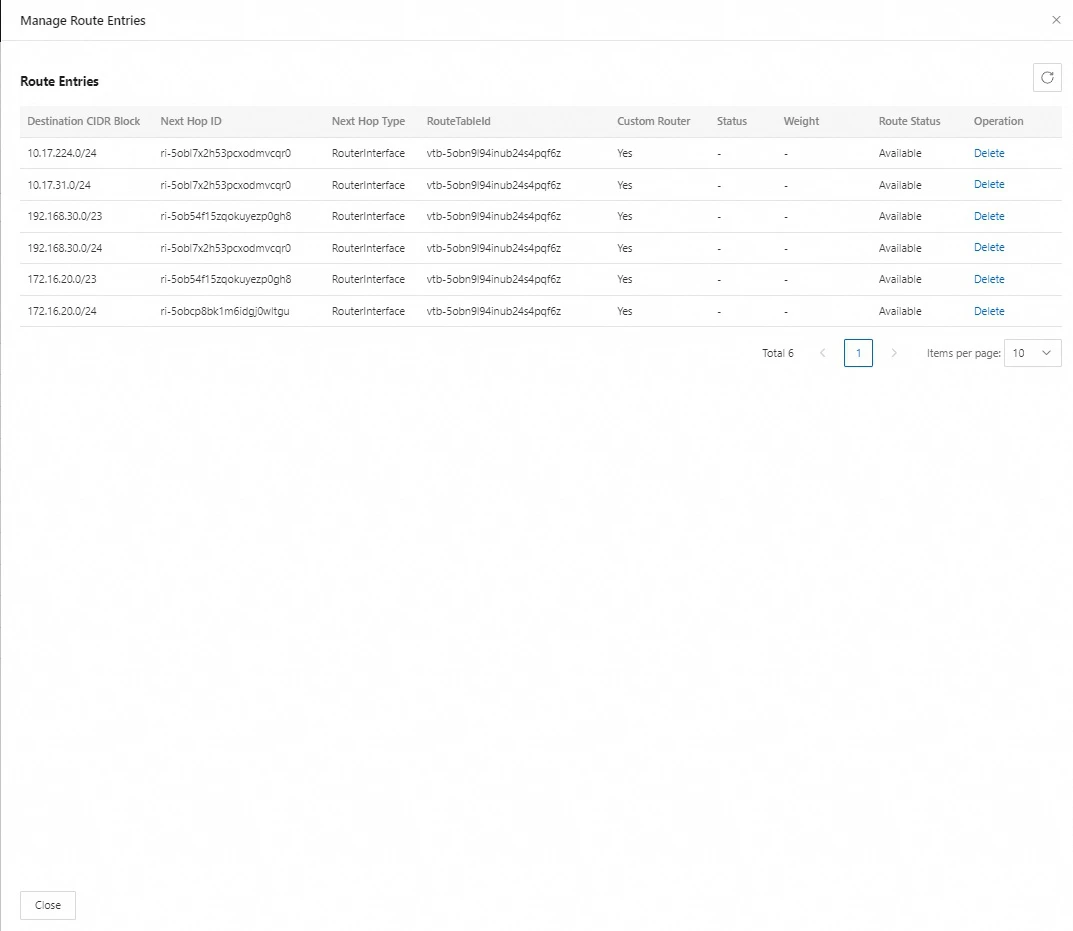 Manage Route Entries
Route Entries
Destination CIDR Block Next Hop ID Next Hop Type RouteTableId Custom Router Status Weight Route Status Operation
10.17.224.0/24 ri-5obl7x2h53pcxodmvcqr0 RouterInterface vtb-5obn9l94inub24s4pqf6z Yes - - Available Delete
10.17.31.0/24 ri-5obl7x2h53pcxodmvcqr0 RouterInterface vtb-5obn9l94inub24s4pqf6z Yes - - Available Delete
192.168.30.0/23 ri-5ob54f15zqokuyezp0gh8 RouterInterface vtb-5obn9l94inub24s4pqf6z Yes - - Available Delete
192.168.30.0/24 ri-5obl7x2h53pcxodmvcqr0 RouterInterface vtb-5obn9l94inub24s4pqf6z Yes - - Available Delete
172.16.20.0/23 ri-5ob54f15zqokuyezp0gh8 RouterInterface vtb-5obn9l94inub24s4pqf6z Yes - - Available Delete
172.16.20.0/24 ri-5obcp8bk1m6idgj0wltgu RouterInterface vtb-5obn9l94inub24s4pqf6z Yes - - Available Delete
Total 6 1 Items per page: 10
Close